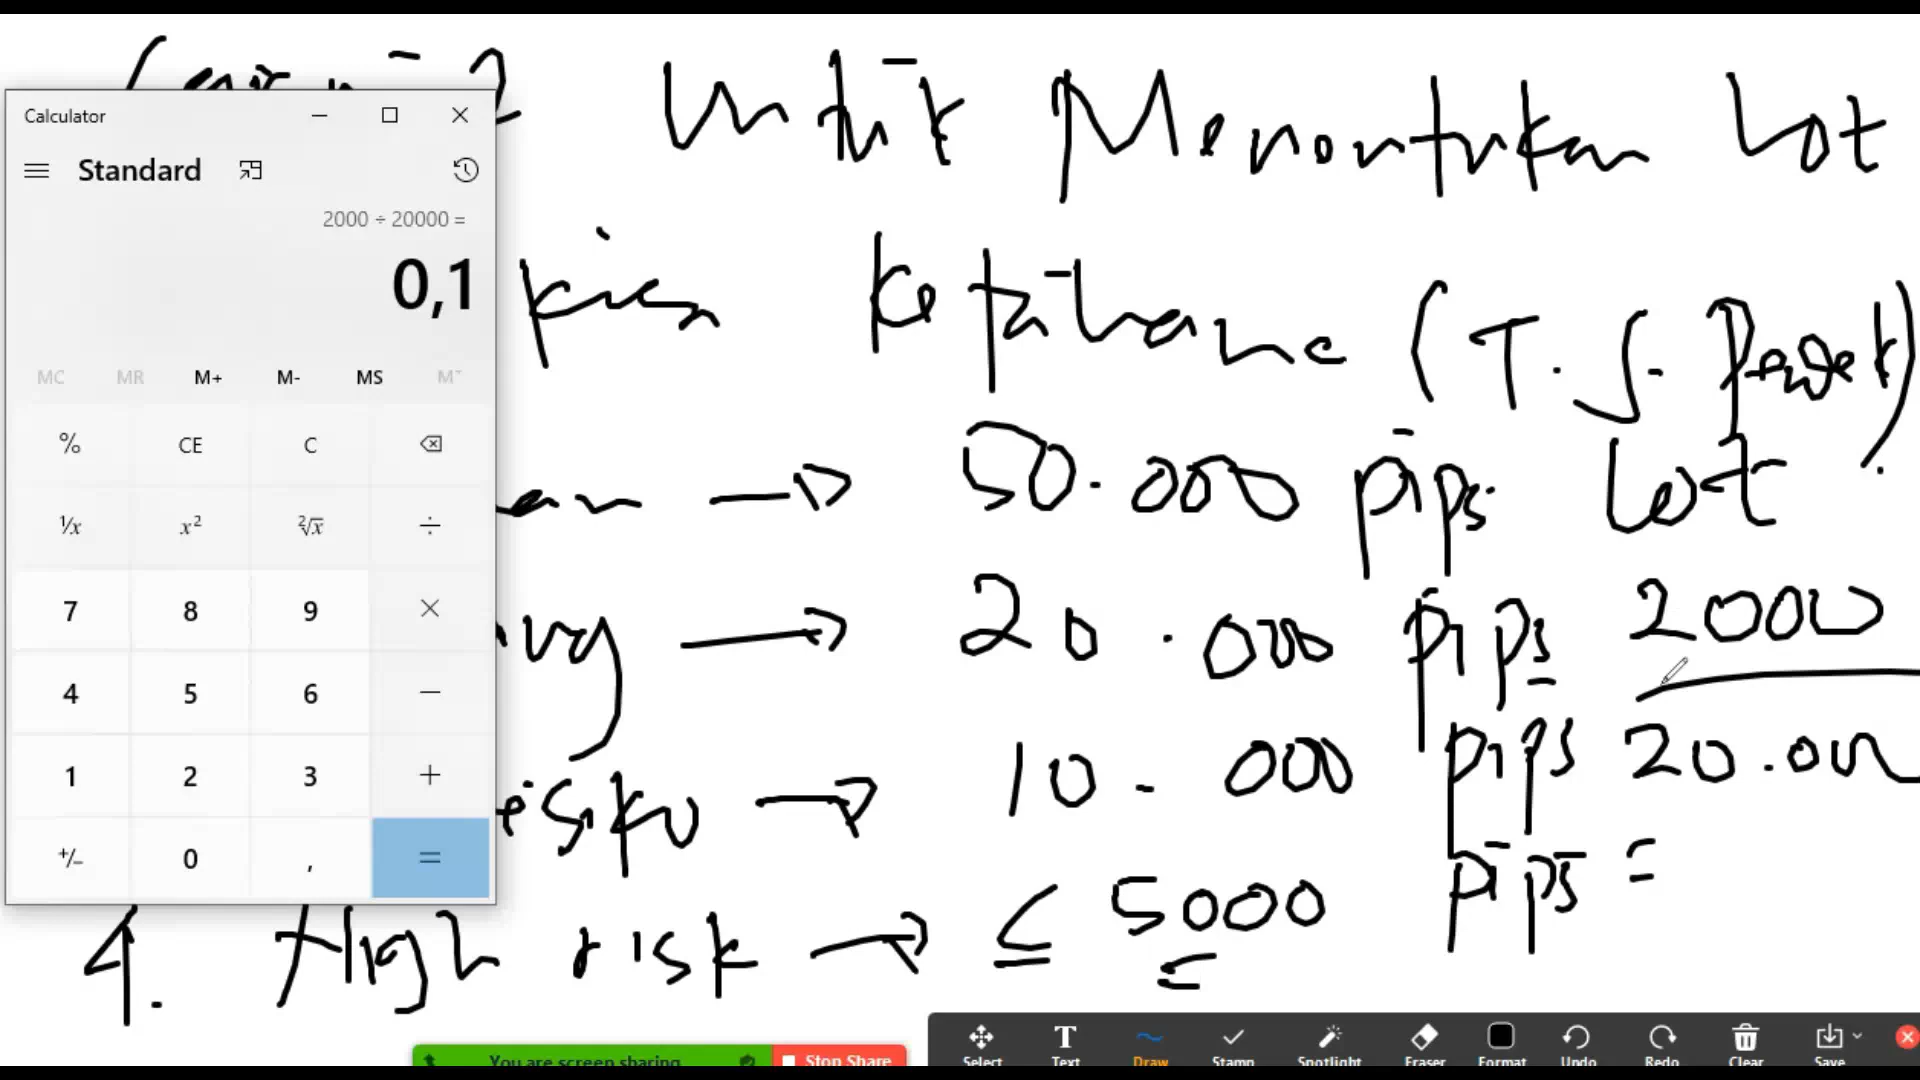 2 untuk Menentukan Lot
Calculator
Standard
2000 ÷ 20000 =
0,1
MC MR M+ M- MS M˅
% CE C
⅟x x² ²√x ÷
7 8 9 ×
4 5 6 −
1 2 3 +
+/− 0 , =
ketahanan (T. S.
an → 50.000 pips Lot
→ 20.000 pips 2000
esiko → 10.000 pips 20.000
4. High risk → ≤ 5000 pips =
You are screen sharing Stop Share
Select Text Draw Stamp Spotlight Eraser Format Undo Redo Clear Save